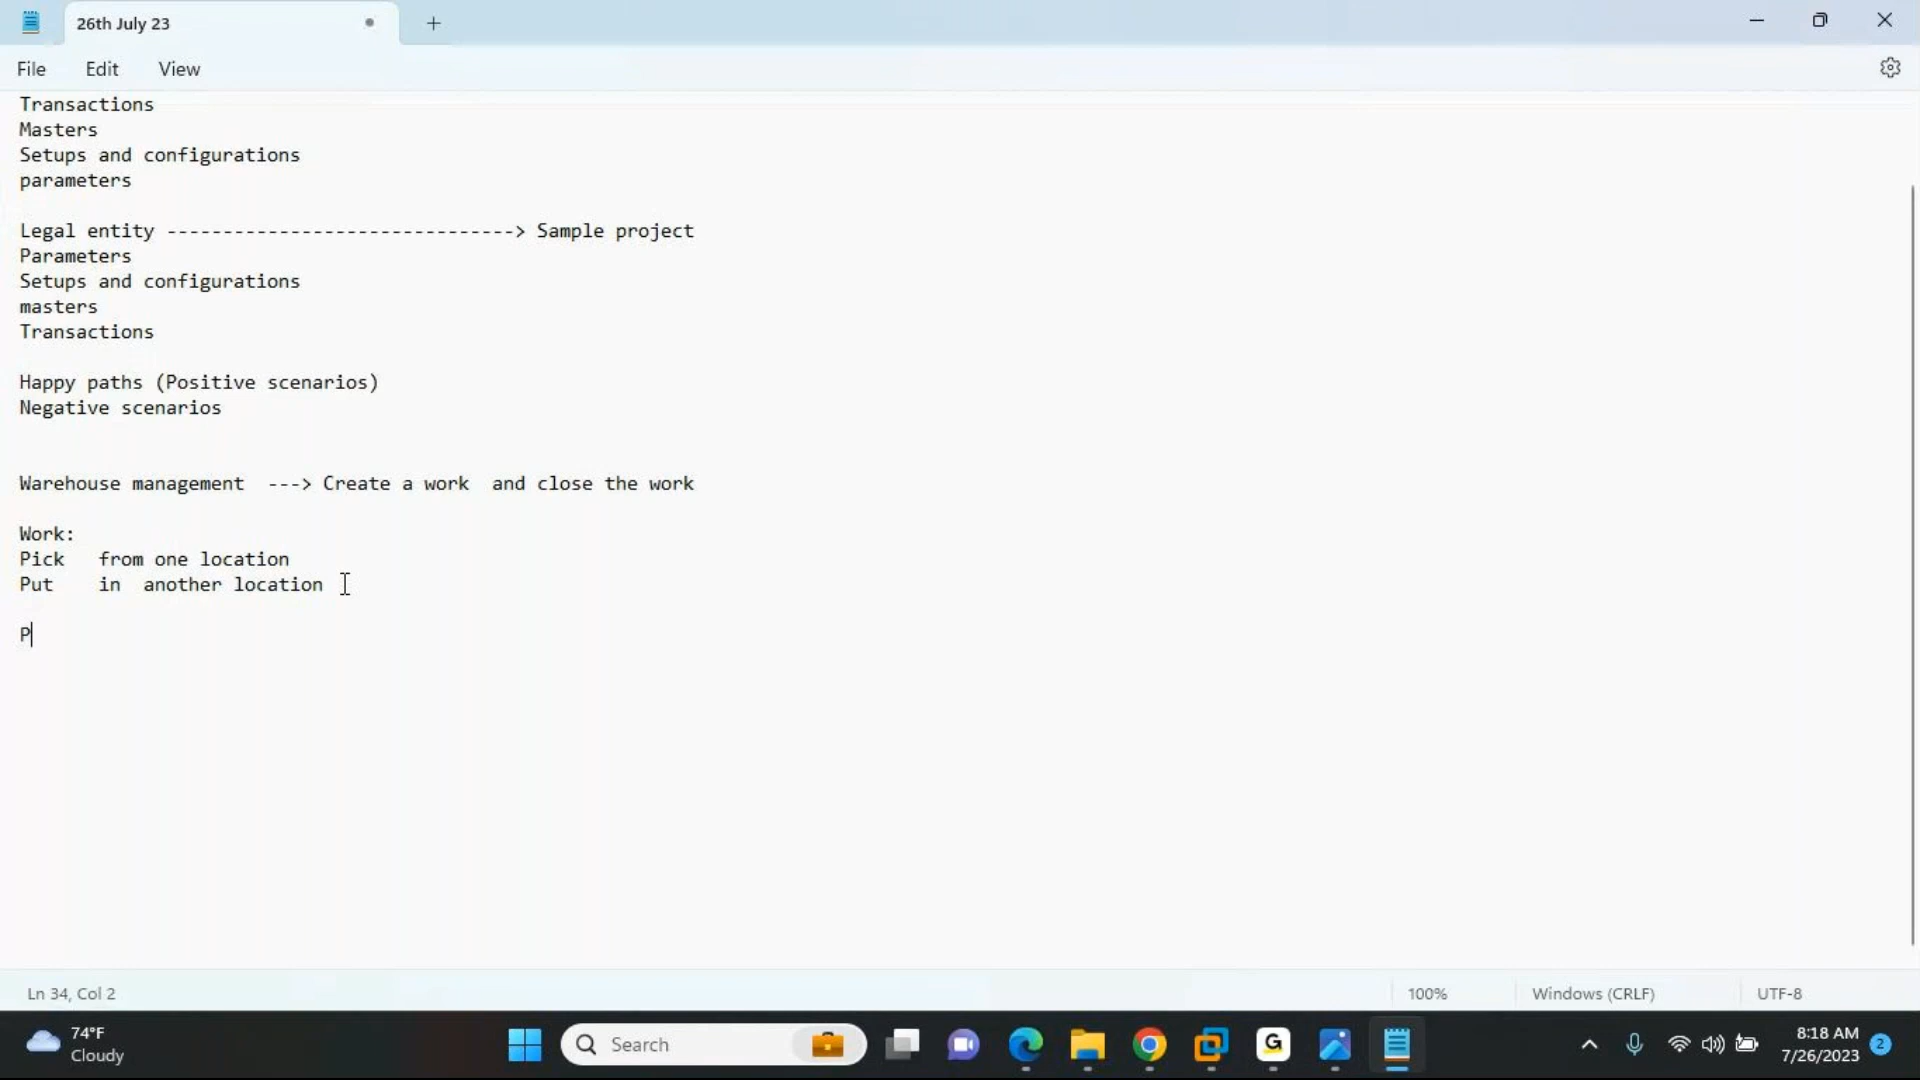 26th July 23
File Edit View
Transactions
Masters
Setups and configurations
parameters
Legal entity -------------------------------> Sample project
Parameters
Setups and configurations
masters
Transactions
Happy paths (Positive scenarios)
Negative scenarios
Warehouse management ---> Create a work and close the work
Work:
Pick from one location
Put in another location
P
Ln 34, Col 2 100% Windows (CRLF) UTF-8
74°F
Cloudy
Search
G
8:18 AM
7/26/2023
2